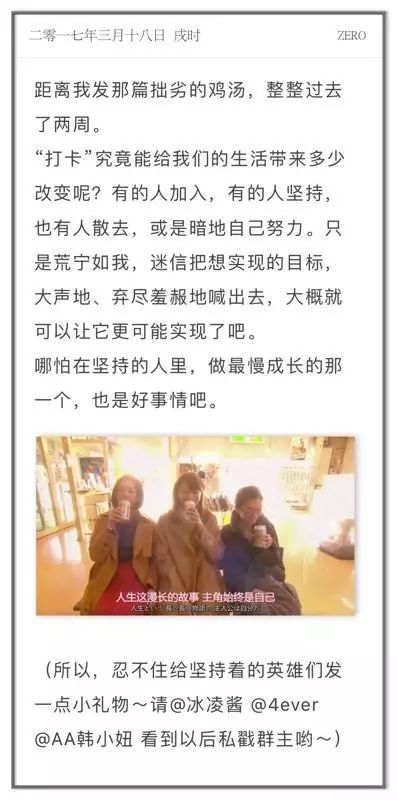 二零一七年三月十八日 戌时
ZERO
距离我发那篇拙劣的鸡汤，整整过去
了两周。
“打卡”究竟能给我们的生活带来多少
改变呢？有的人加入，有的人坚持，
也有人散去，或是暗地自己努力。只
是荒宁如我，迷信把想实现的目标，
大声地、弃尽羞赧地喊出去，大概就
可以让它更可能实现了吧。
哪怕在坚持的人里，做最慢成长的那
一个，也是好事情吧。
人生这漫长的故事 主角始终是自己
人生という 長い長い物語の 主人公は自分だ
（所以，忍不住给坚持着的英雄们发
一点小礼物～请@冰凌酱 @4ever
@AA韩小妞 看到以后私戳群主哟～）